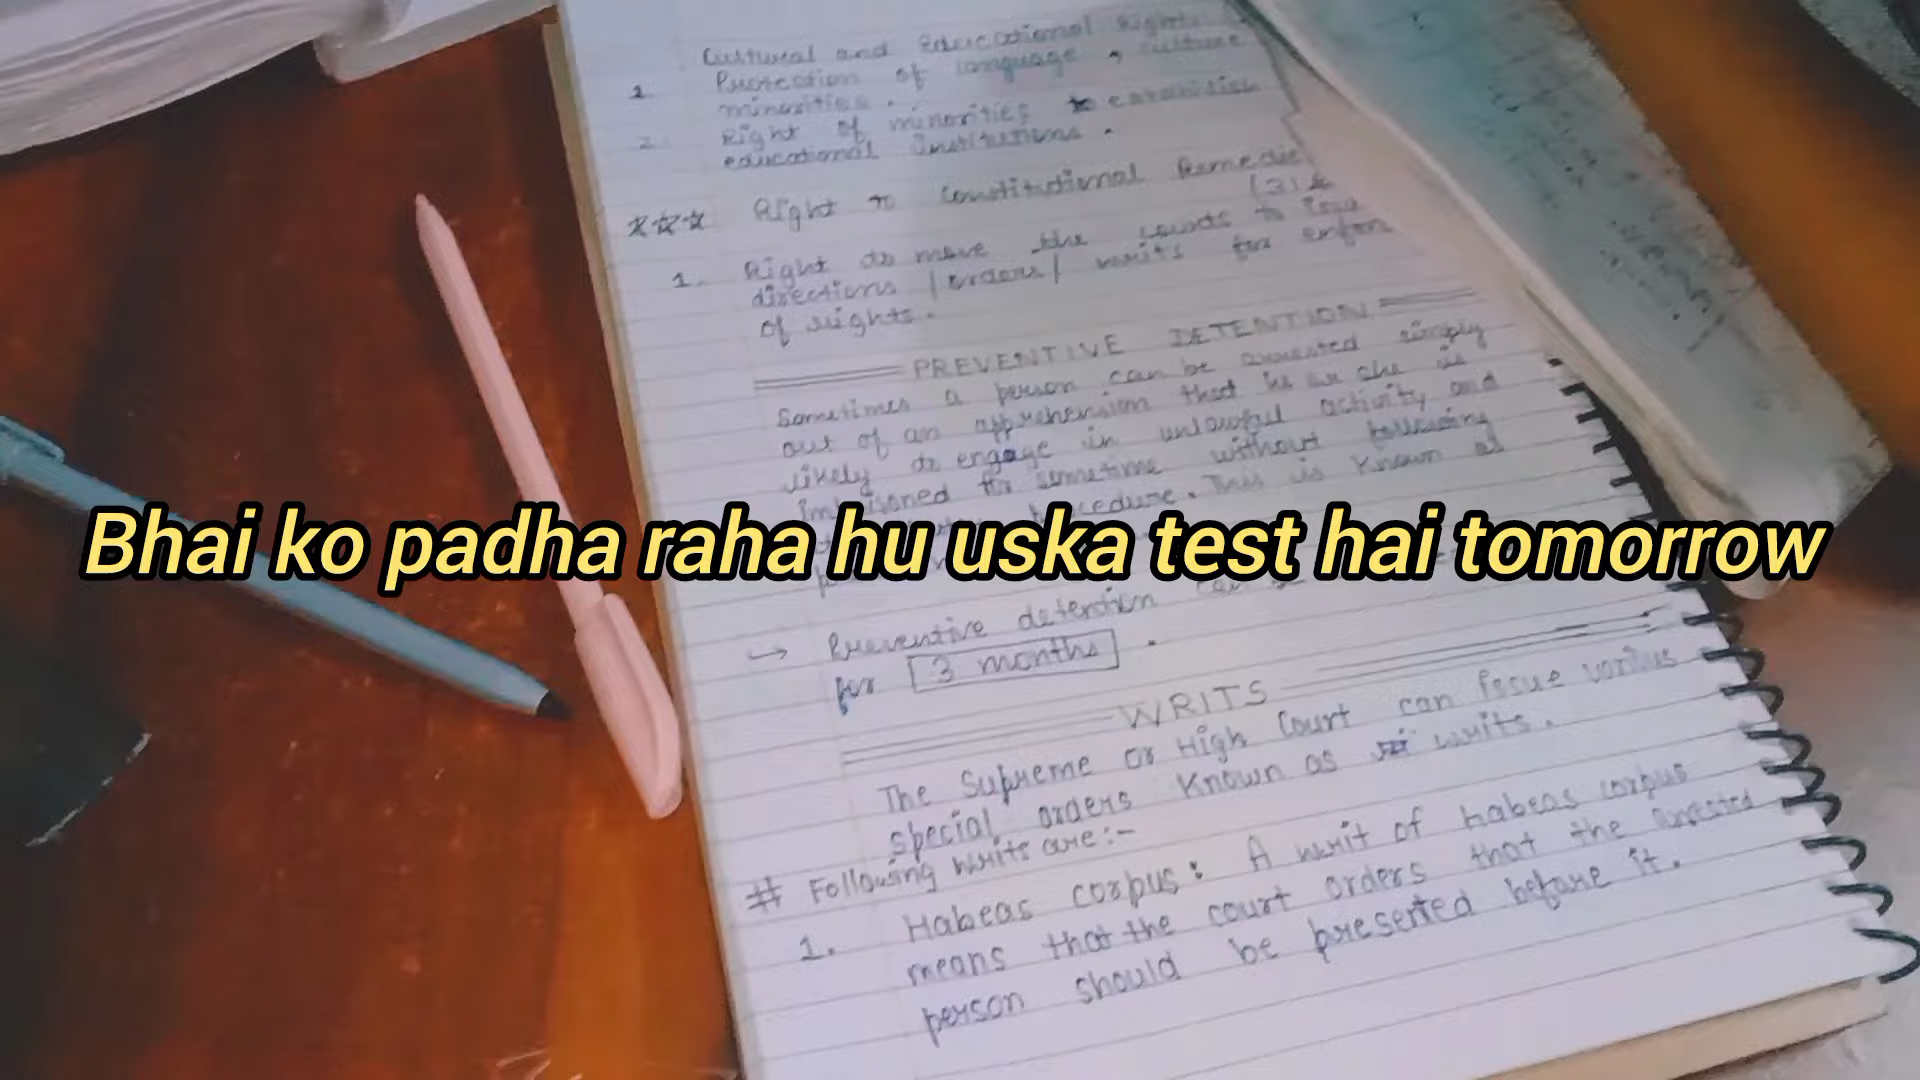 Cultural and Educational Rights
1. Protection of language, culture
minorities.
2. Right of minorities to establish
educational institutions.
*** Right to Constitutional Remedie
1. Right to move the courts to issu
directions / orders / writs for enforc
of rights.
PREVENTIVE DETENTION
Sometimes a person can be arrested simply
out of an apprehension that he or she is
likely to engage in unlawful activity and
imprisoned for sometime without following
procedure. This is known as
Bhai ko padha raha hu uska test hai tomorrow
→ Preventive detention can be
for 3 months.
WRITS
The Supreme or High Court can issue various
special orders known as writs.
# Following writs are:-
1. Habeas corpus: A writ of habeas corpus
means that the court orders that the arrested
person should be presented before it.